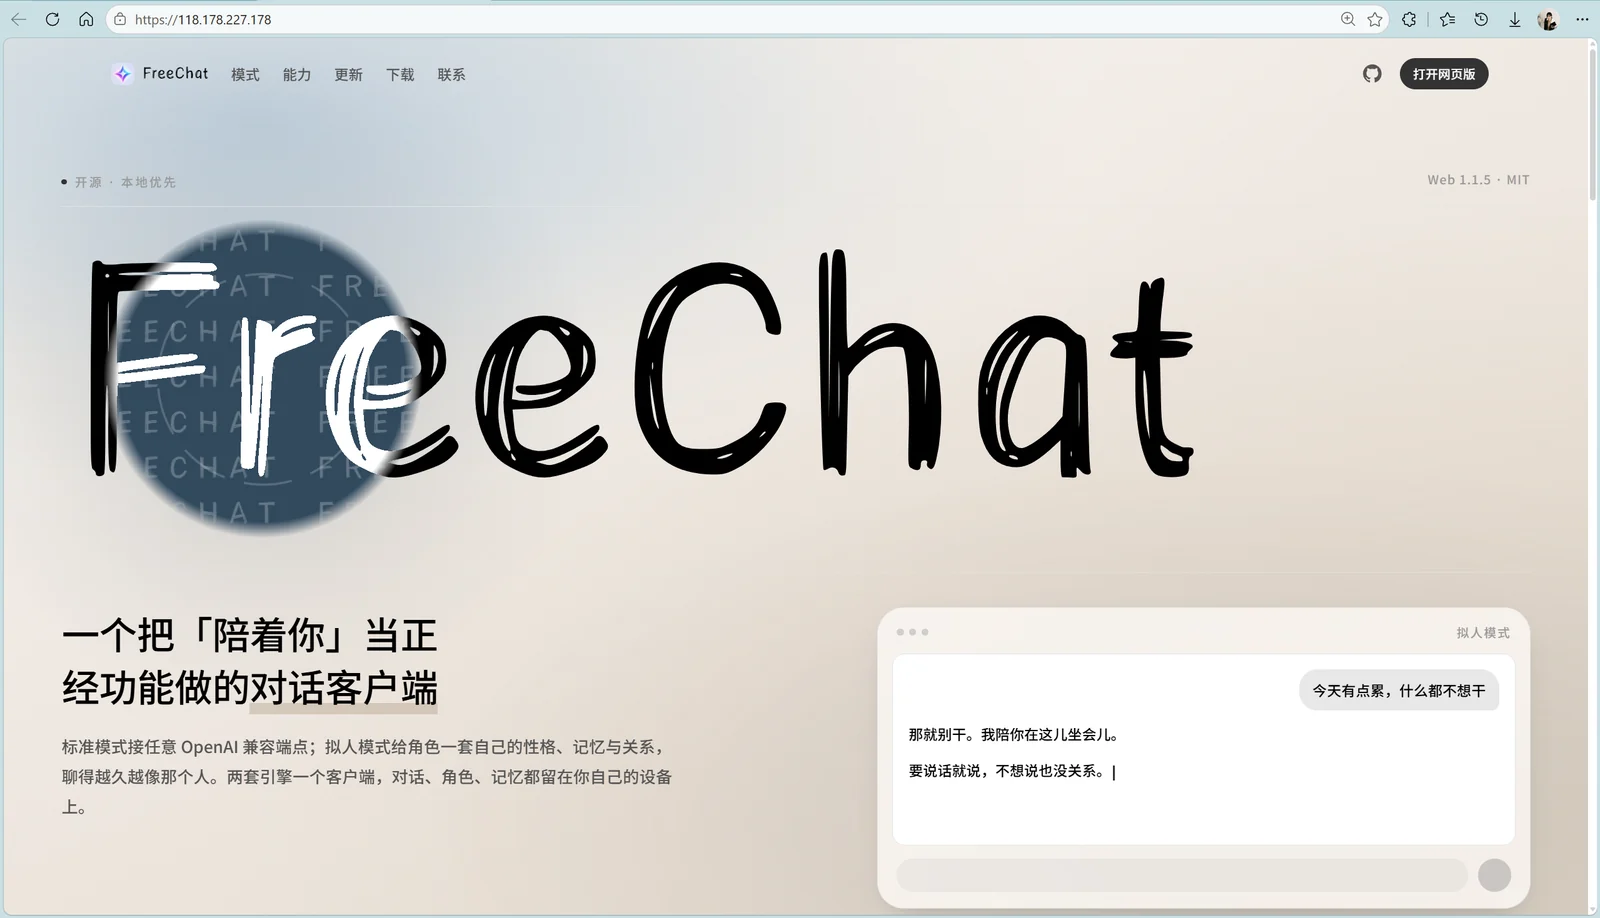 https://118.178.227.178
FreeChat 模式 能力 更新 下载 联系
打开网页版
开源 · 本地优先
Web 1.1.5 · MIT
FreeChat
一个把「陪着你」当正
经功能做的对话客户端
标准模式接任意 OpenAI 兼容端点；拟人模式给角色一套自己的性格、记忆与关系，
聊得越久越像那个人。两套引擎一个客户端，对话、角色、记忆都留在你自己的设备
上。
拟人模式
今天有点累，什么都不想干
那就别干。我陪你在这儿坐会儿。
要说话就说，不想说也没关系。